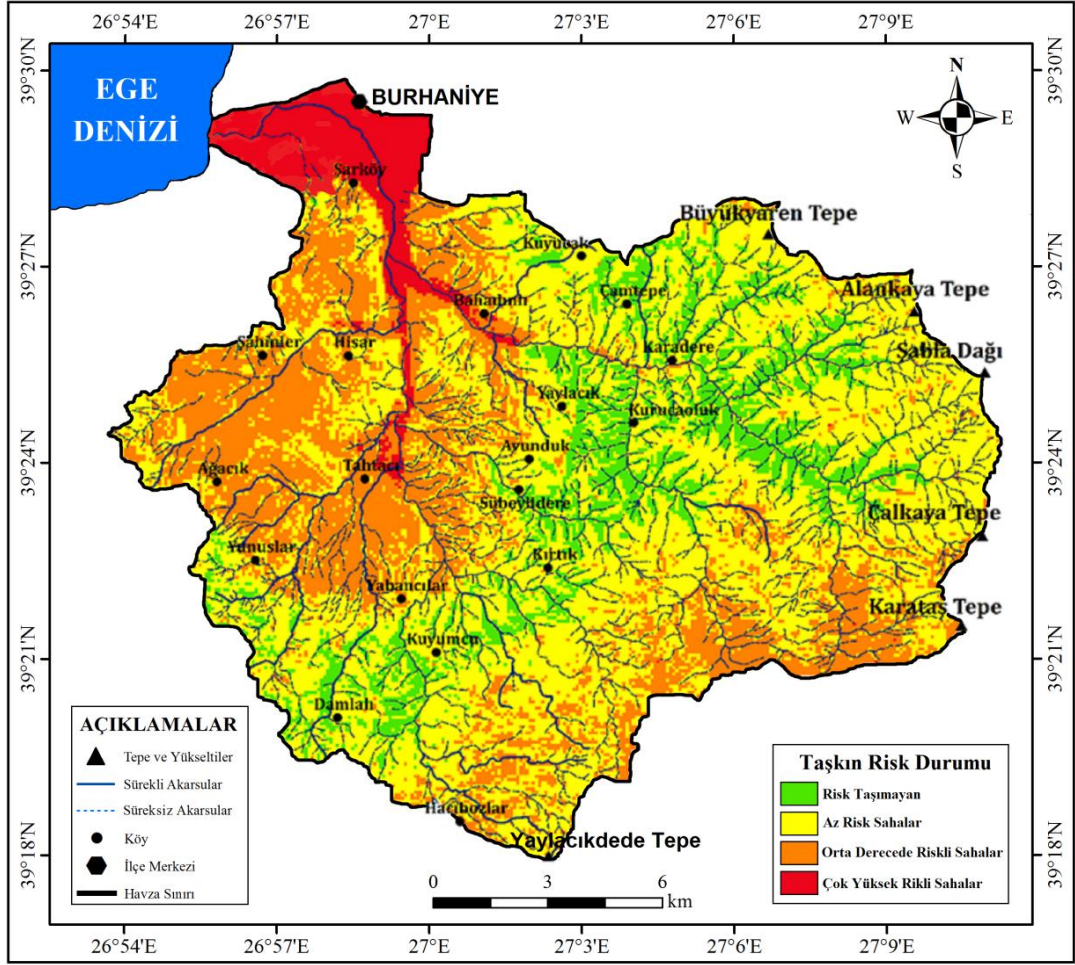 26°54'E 26°57'E 27°0'E 27°3'E 27°6'E 27°9'E
39°30'N 39°30'N
EGE
DENİZİ
BURHANİYE
N
W E
S
Sarköy
Büyükyaren Tepe
Kuyucak
39°27'N 39°27'N
Çamtepe
Alankaya Tepe
Bahadınlı
Şahinler Hisar Karadere
Şabla Dağı
Yaylacık
Kurucaoluk
39°24'N 39°24'N
Ağacık Tahtacı Avunduk
Sübeylidere
Çalkaya Tepe
Yunuslar Kırtık
Yabancılar
Karataş Tepe
39°21'N 39°21'N
Kuyumcu
Damlalı
AÇIKLAMALAR
Tepe ve Yükseltiler
Sürekli Akarsular
Süreksiz Akarsular
Köy
İlçe Merkezi
Havza Sınırı
Hacıbozlar
Yaylacıkdede Tepe
39°18'N 39°18'N
0 3 6
km
Taşkın Risk Durumu
Risk Taşımayan
Az Risk Sahalar
Orta Derecede Riskli Sahalar
Çok Yüksek Rikli Sahalar
26°54'E 26°57'E 27°0'E 27°3'E 27°6'E 27°9'E